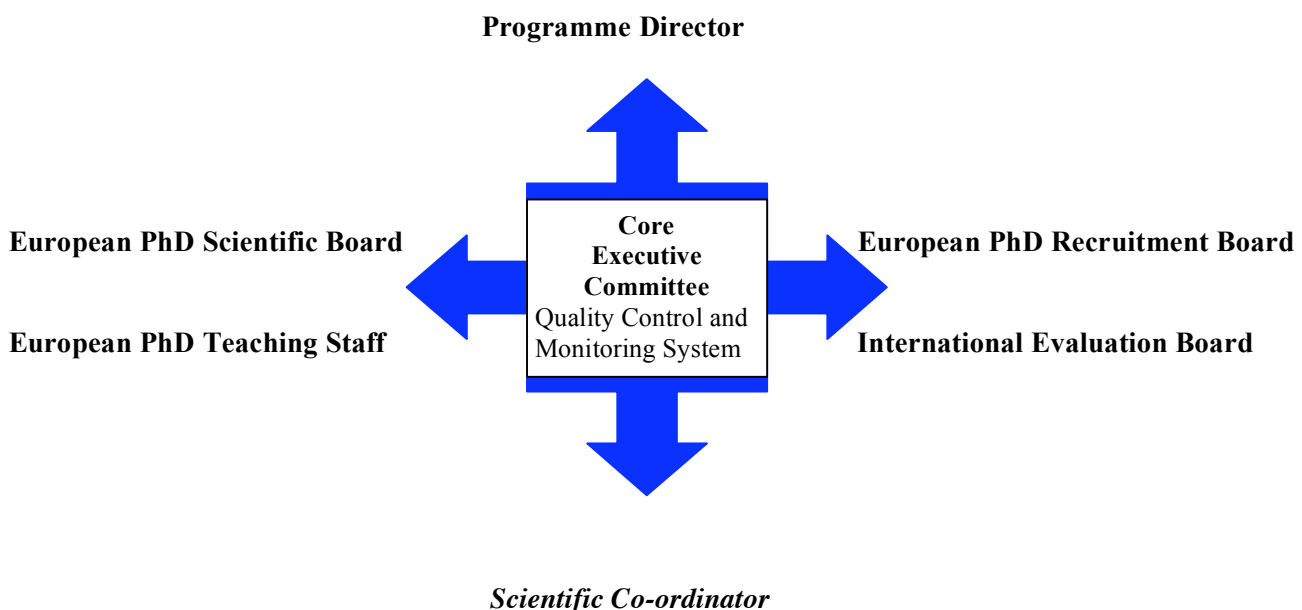 Programme Director
European PhD Scientific Board
European PhD Teaching Staff
Core
Executive
Committee
Quality Control and
Monitoring System
European PhD Recruitment Board
International Evaluation Board
Scientific Co-ordinator